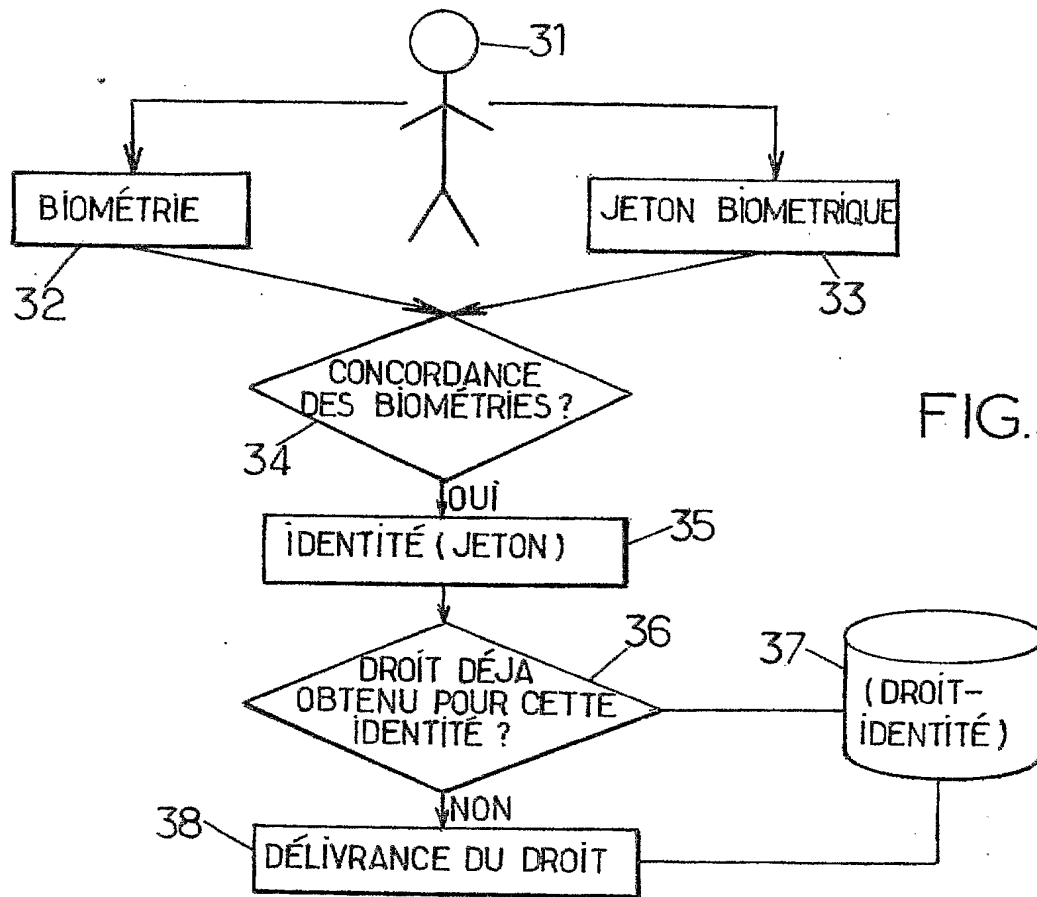 31
BIOMÉTRIE
JETON BIOMETRIQUE
32
33
CONCORDANCE
DES BIOMÉTRIES ?
34
FIG.
OUI
IDENTITÉ ( JETON )
35
36
DROIT DÉJA
OBTENU POUR CETTE
IDENTITÉ ?
37
(DROIT-
IDENTITÉ )
NON
38
DÉLIVRANCE DU DROIT